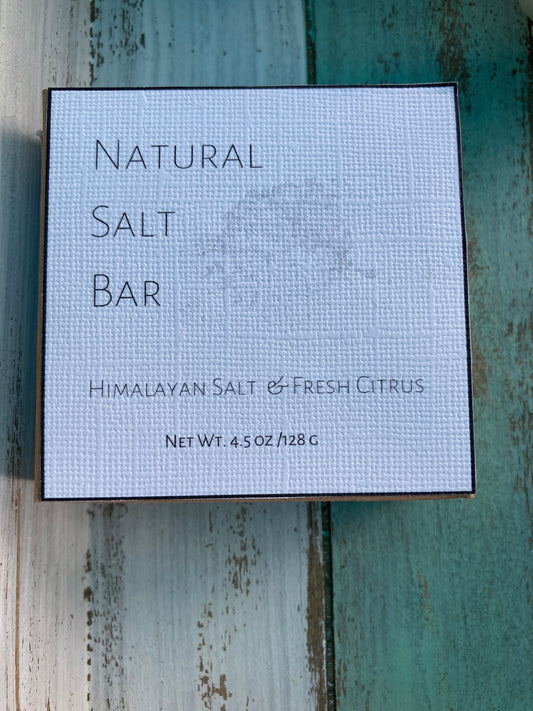 Natural
Salt
Bar
Himalayan Salt & Fresh Citrus
Net Wt. 4.5 oz /128 g